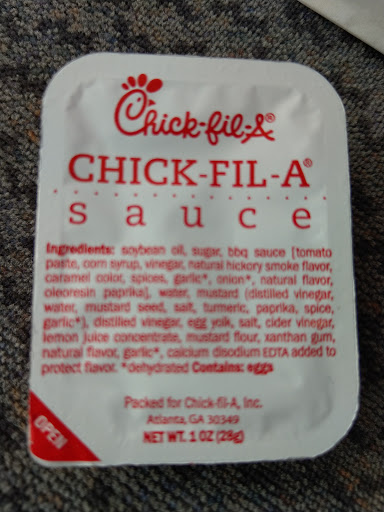 Chick-fil-A®
CHICK-FIL-A®
sauce
Ingredients: soybean oil, sugar, bbq sauce [tomato
paste, corn syrup, vinegar, natural hickory smoke flavor,
caramel color, spices, garlic*, onion*, natural flavor,
oleoresin paprika], water, mustard (distilled vinegar,
water, mustard seed, salt, turmeric, paprika, spice,
garlic*), distilled vinegar, egg yolk, salt, cider vinegar,
lemon juice concentrate, mustard flour, xanthan gum,
natural flavor, garlic*, calcium disodium EDTA added to
protect flavor. *dehydrated Contains: eggs
Packed for Chick-fil-A, Inc.
Atlanta, GA 30349
NET WT. 1 OZ (28g)
OPEN